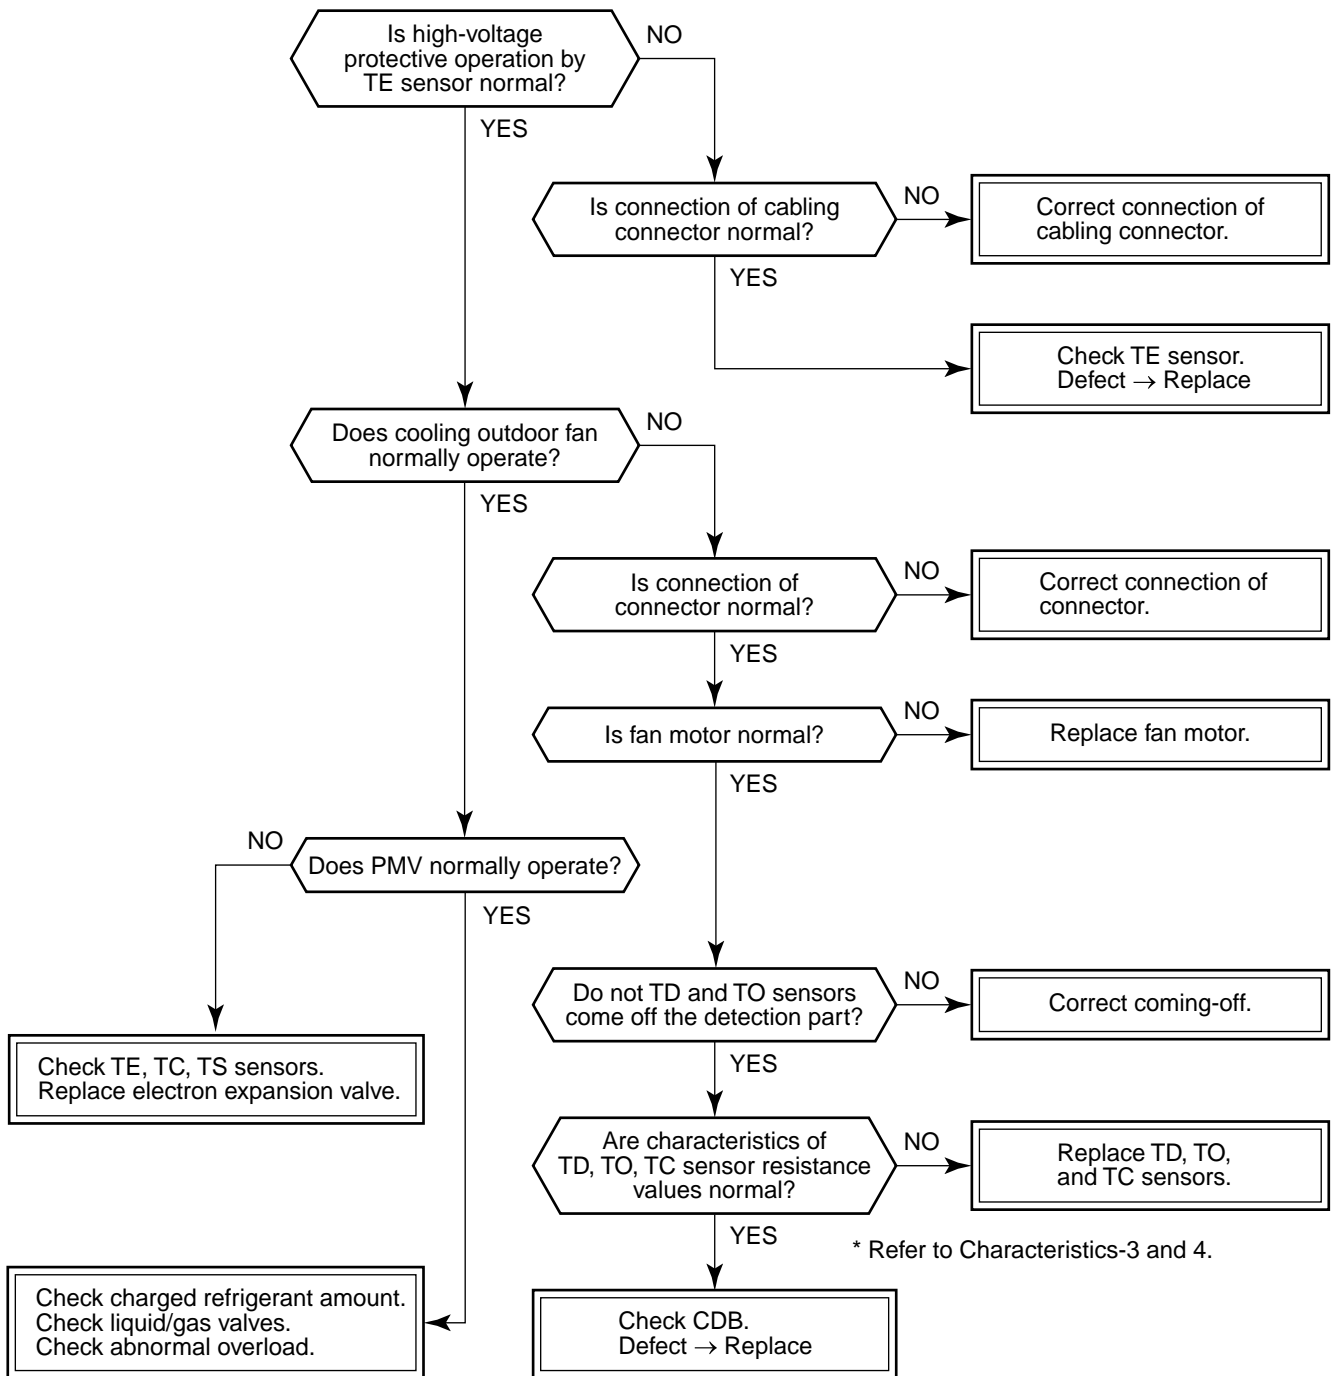 Is high-voltage
protective operation by
TE sensor normal?
NO
YES
Is connection of cabling
connector normal?
NO
Correct connection of
cabling connector.
YES
Check TE sensor.
Defect → Replace
Does cooling outdoor fan
normally operate?
NO
YES
Is connection of
connector normal?
NO
Correct connection of
connector.
YES
Is fan motor normal?
NO
Replace fan motor.
YES
NO
Does PMV normally operate?
YES
Do not TD and TO sensors
come off the detection part?
NO
Correct coming-off.
YES
Check TE, TC, TS sensors.
Replace electron expansion valve.
Are characteristics of
TD, TO, TC sensor resistance
values normal?
NO
Replace TD, TO,
and TC sensors.
YES
* Refer to Characteristics-3 and 4.
Check charged refrigerant amount.
Check liquid/gas valves.
Check abnormal overload.
Check CDB.
Defect → Replace